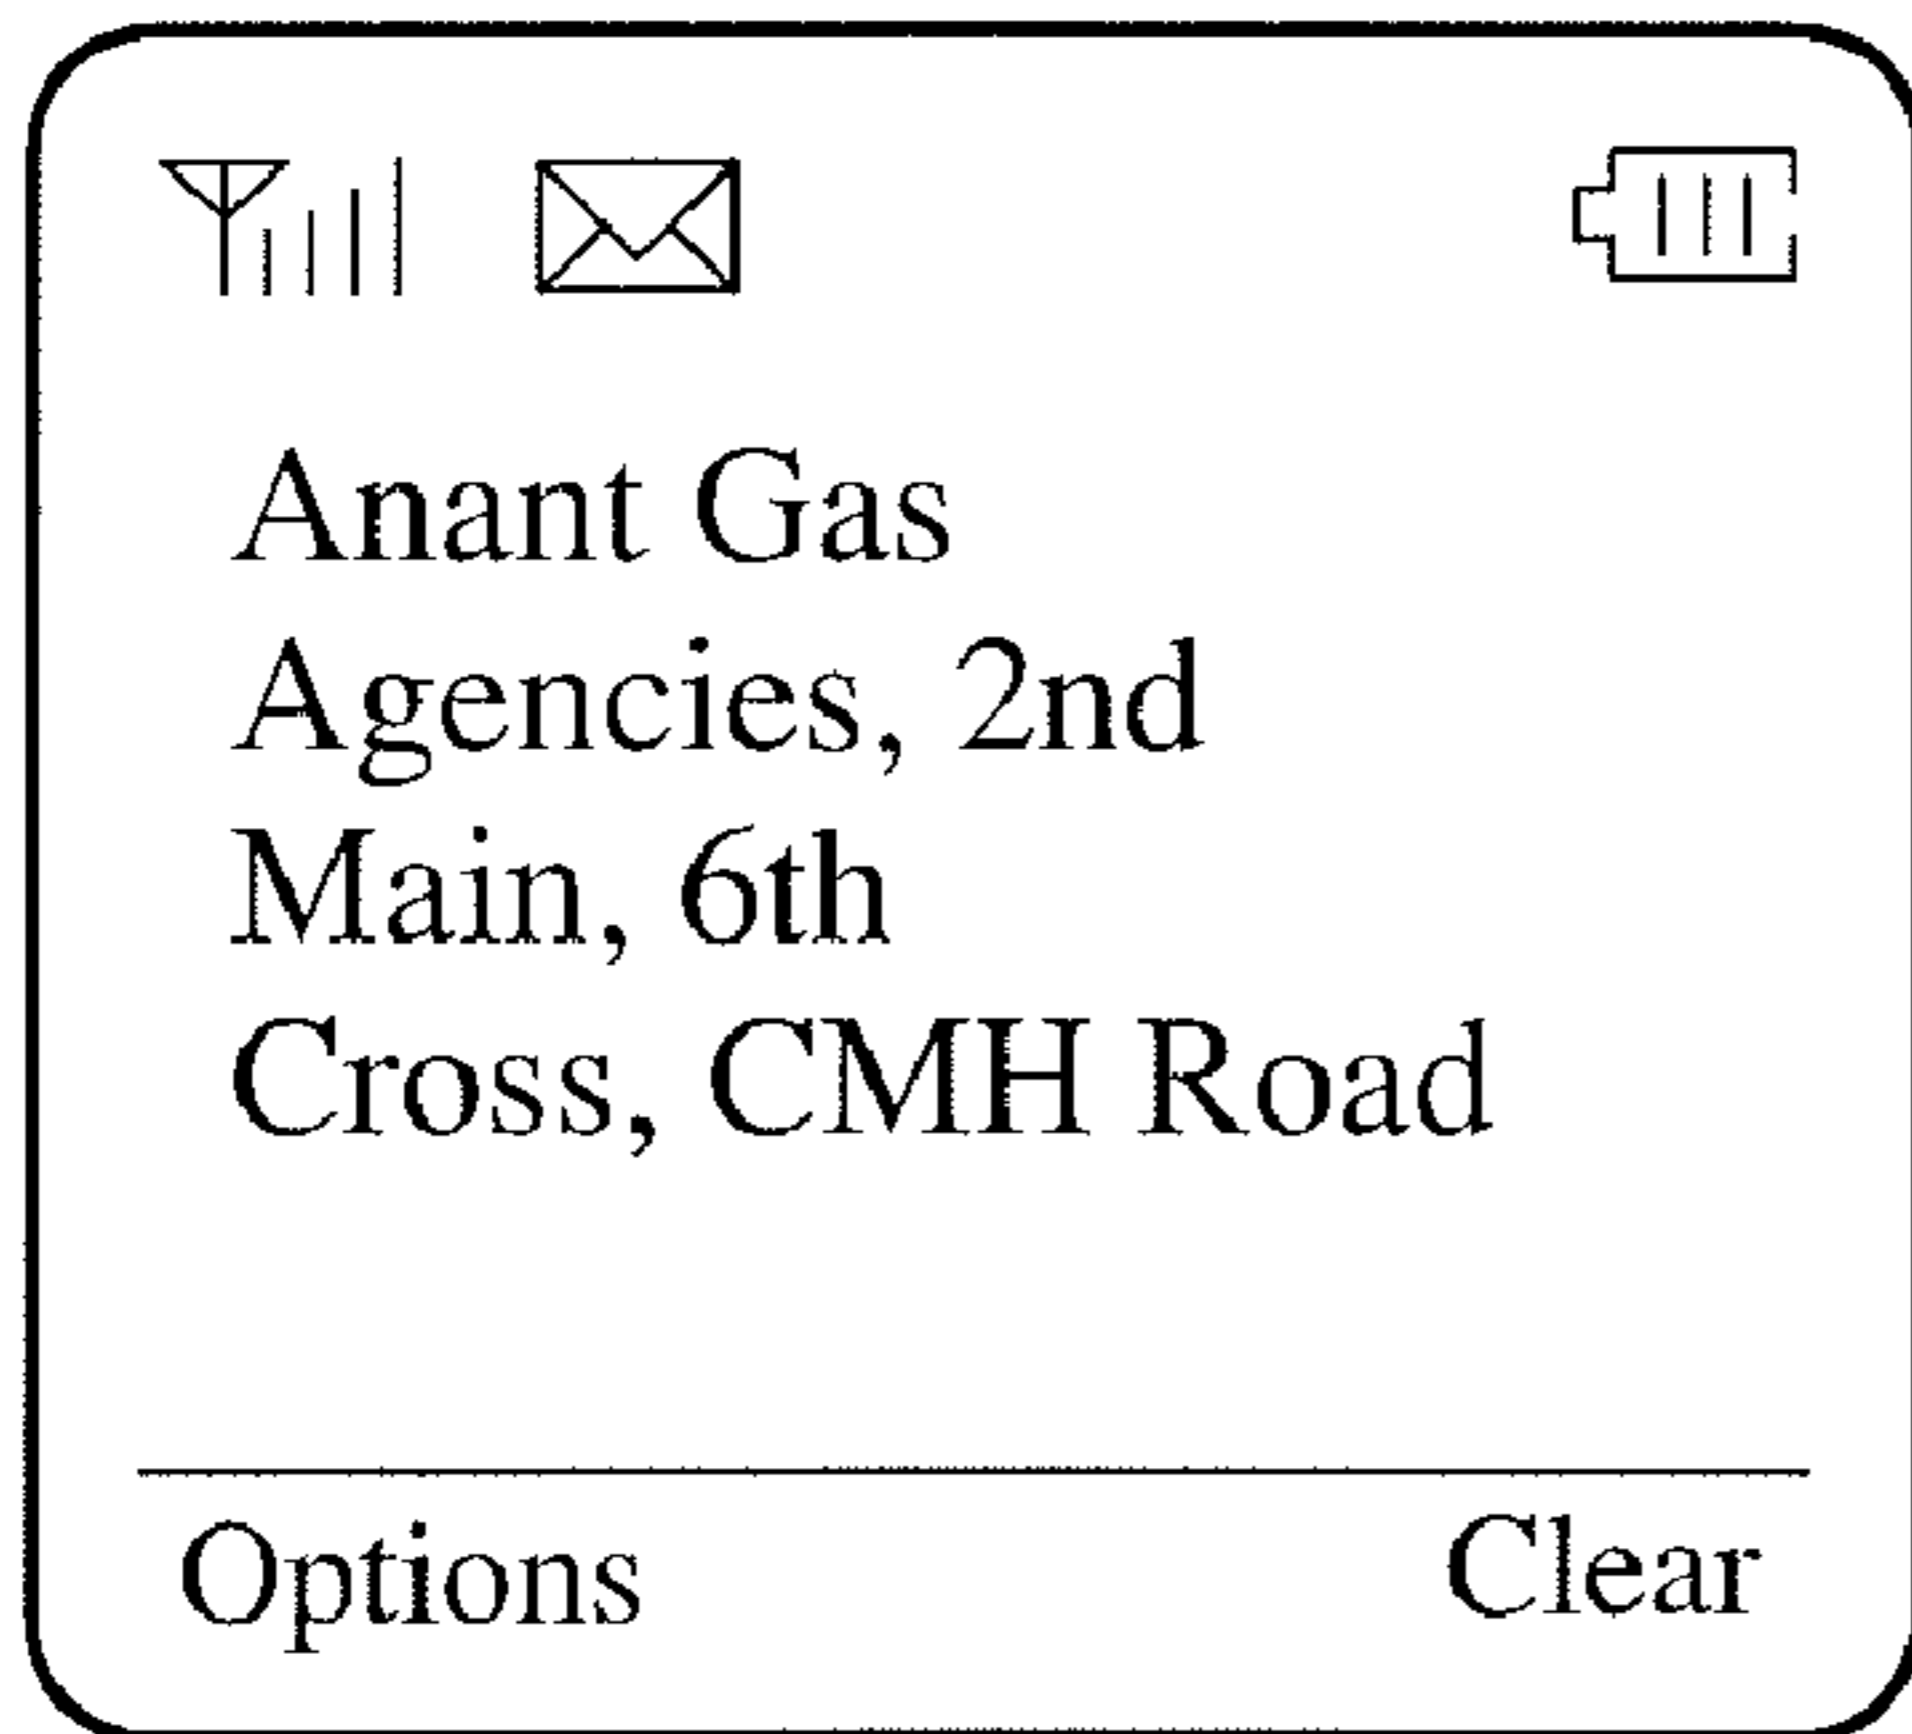 Anant Gas
Agencies, 2nd
Main, 6th
Cross, CMH Road
Options Clear